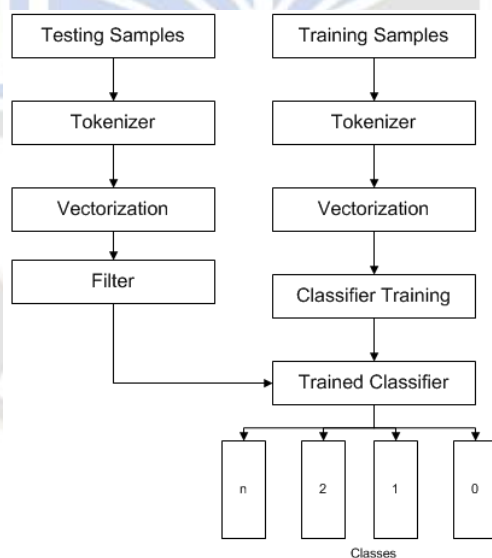 Testing Samples
Training Samples
Tokenizer
Tokenizer
Vectorization
Vectorization
Filter
Classifier Training
Trained Classifier
n
2
1
0
Classes